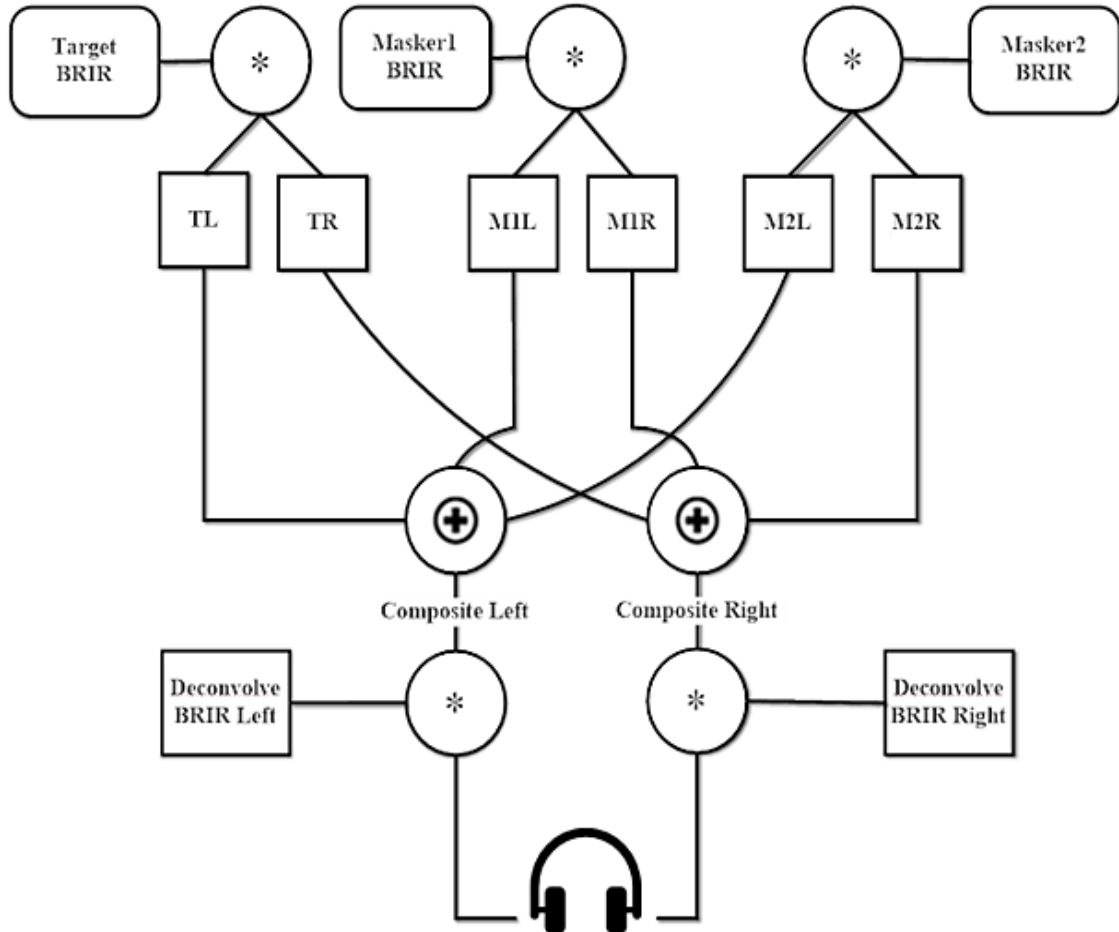 Target
BRIR
*
Masker1
BRIR
*
*
Masker2
BRIR
TL
TR
M1L
M1R
M2L
M2R
+
+
Composite Left
Composite Right
Deconvolve
BRIR Left
*
*
Deconvolve
BRIR Right